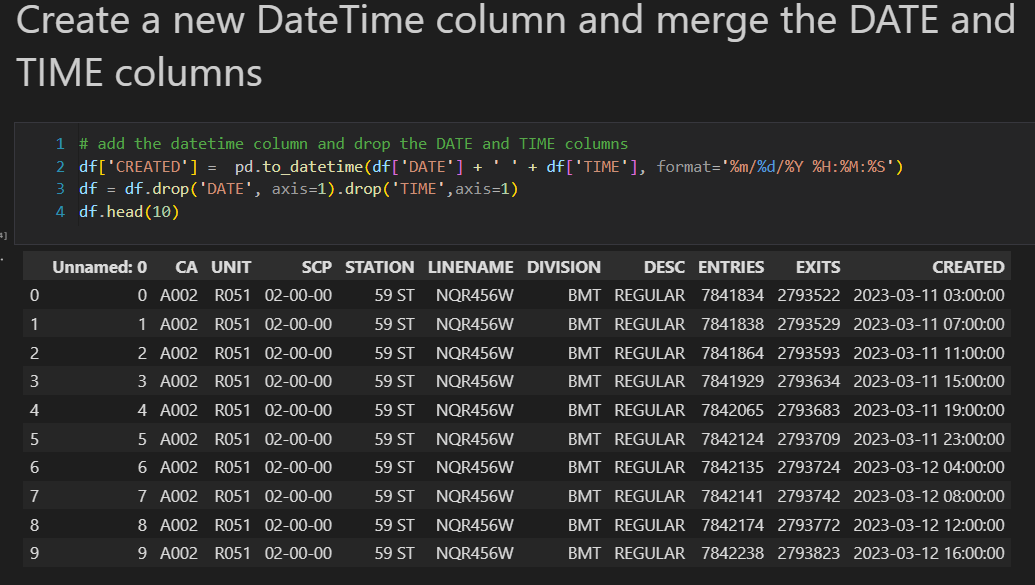 Create a new DateTime column and merge the DATE and
TIME columns
1 # add the datetime column and drop the DATE and TIME columns
2 df['CREATED'] =  pd.to_datetime(df['DATE'] + ' ' + df['TIME'], format='%m/%d/%Y %H:%M:%S')
3 df = df.drop('DATE', axis=1).drop('TIME',axis=1)
4 df.head(10)
Unnamed: 0 CA UNIT SCP STATION LINENAME DIVISION DESC ENTRIES EXITS CREATED
0 0 A002 R051 02-00-00 59 ST NQR456W BMT REGULAR 7841834 2793522 2023-03-11 03:00:00
1 1 A002 R051 02-00-00 59 ST NQR456W BMT REGULAR 7841838 2793529 2023-03-11 07:00:00
2 2 A002 R051 02-00-00 59 ST NQR456W BMT REGULAR 7841864 2793593 2023-03-11 11:00:00
3 3 A002 R051 02-00-00 59 ST NQR456W BMT REGULAR 7841929 2793634 2023-03-11 15:00:00
4 4 A002 R051 02-00-00 59 ST NQR456W BMT REGULAR 7842065 2793683 2023-03-11 19:00:00
5 5 A002 R051 02-00-00 59 ST NQR456W BMT REGULAR 7842124 2793709 2023-03-11 23:00:00
6 6 A002 R051 02-00-00 59 ST NQR456W BMT REGULAR 7842135 2793724 2023-03-12 04:00:00
7 7 A002 R051 02-00-00 59 ST NQR456W BMT REGULAR 7842141 2793742 2023-03-12 08:00:00
8 8 A002 R051 02-00-00 59 ST NQR456W BMT REGULAR 7842174 2793772 2023-03-12 12:00:00
9 9 A002 R051 02-00-00 59 ST NQR456W BMT REGULAR 7842238 2793823 2023-03-12 16:00:00